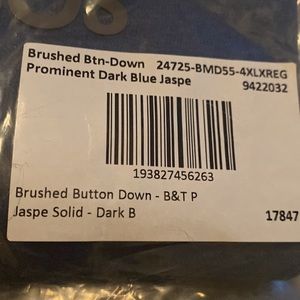 Brushed Btn-Down 24725-BMD55-4XLXREG
Prominent Dark Blue Jaspe 9422032
193827456263
Brushed Button Down - B&T P
Jaspe Solid - Dark B 17847